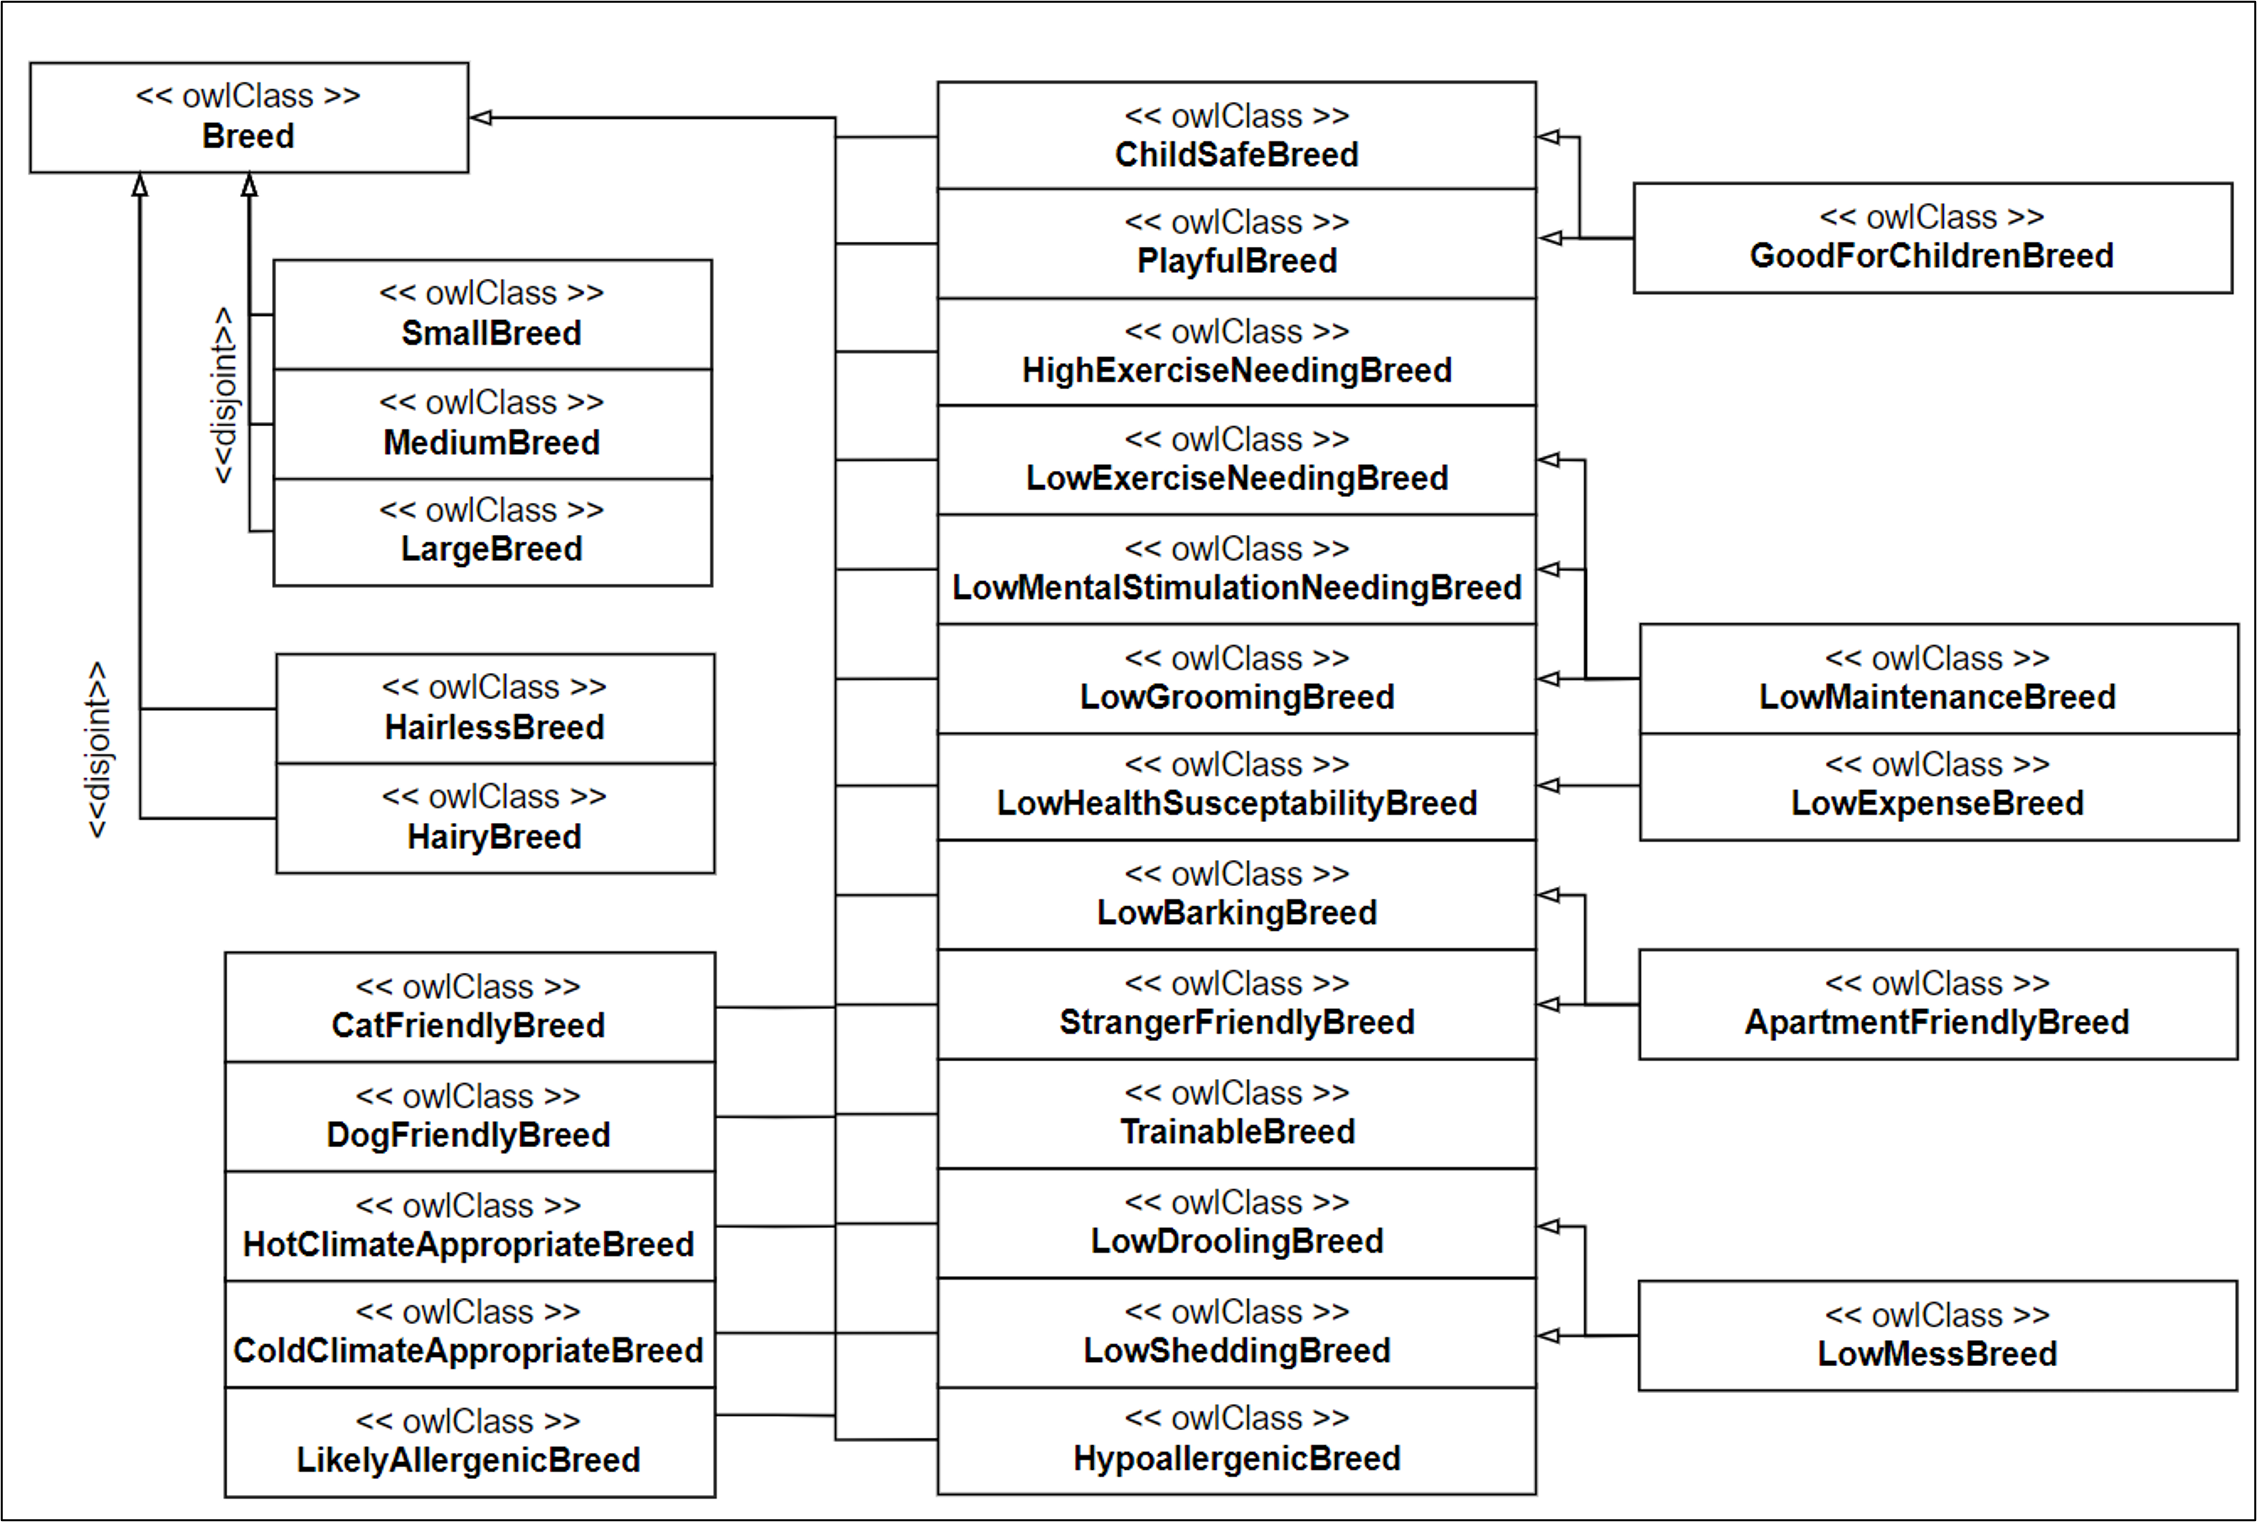 << owlClass >>
Breed
<<disjoint>>
<< owlClass >>
SmallBreed
<< owlClass >>
MediumBreed
<< owlClass >>
LargeBreed
<<disjoint>>
<< owlClass >>
HairlessBreed
<< owlClass >>
HairyBreed
<< owlClass >>
CatFriendlyBreed
<< owlClass >>
DogFriendlyBreed
<< owlClass >>
HotClimateAppropriateBreed
<< owlClass >>
ColdClimateAppropriateBreed
<< owlClass >>
LikelyAllergenicBreed
<< owlClass >>
ChildSafeBreed
<< owlClass >>
PlayfulBreed
<< owlClass >>
HighExerciseNeedingBreed
<< owlClass >>
LowExerciseNeedingBreed
<< owlClass >>
LowMentalStimulationNeedingBreed
<< owlClass >>
LowGroomingBreed
<< owlClass >>
LowHealthSusceptabilityBreed
<< owlClass >>
LowBarkingBreed
<< owlClass >>
StrangerFriendlyBreed
<< owlClass >>
TrainableBreed
<< owlClass >>
LowDroolingBreed
<< owlClass >>
LowSheddingBreed
<< owlClass >>
HypoallergenicBreed
<< owlClass >>
GoodForChildrenBreed
<< owlClass >>
LowMaintenanceBreed
<< owlClass >>
LowExpenseBreed
<< owlClass >>
ApartmentFriendlyBreed
<< owlClass >>
LowMessBreed